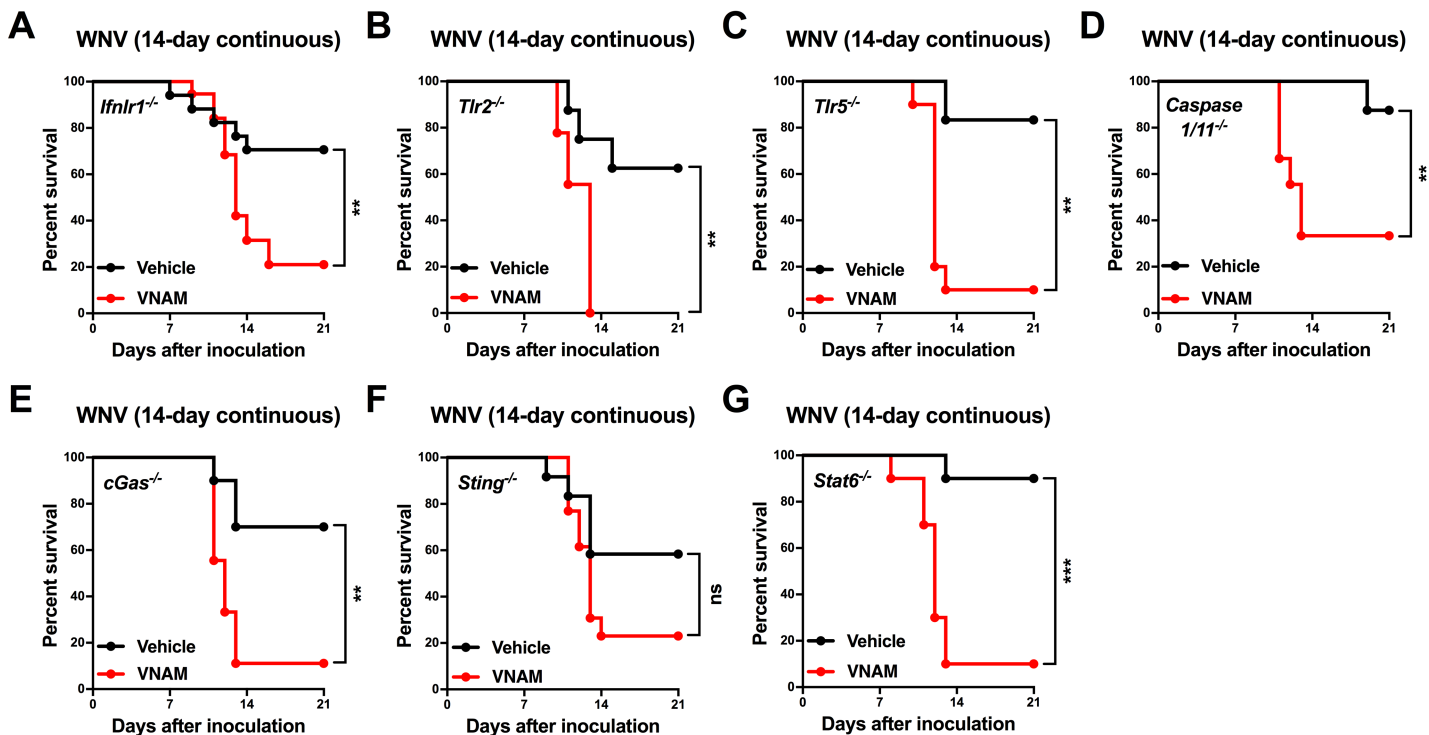 A
WNV (14-day continuous)
100
80
60
40
20
0
Percent survival
Ifnlr1-/-
Vehicle
VNAM
**
0 7 14 21
Days after inoculation
B
WNV (14-day continuous)
100
80
60
40
20
0
Percent survival
Tlr2-/-
Vehicle
VNAM
**
0 7 14 21
Days after inoculation
C
WNV (14-day continuous)
100
80
60
40
20
0
Percent survival
Tlr5-/-
Vehicle
VNAM
**
0 7 14 21
Days after inoculation
D
WNV (14-day continuous)
100
80
60
40
20
0
Percent survival
Caspase
1/11-/-
Vehicle
VNAM
**
0 7 14 21
Days after inoculation
E
WNV (14-day continuous)
100
80
60
40
20
0
Percent survival
cGas-/-
Vehicle
VNAM
**
0 7 14 21
Days after inoculation
F
WNV (14-day continuous)
100
80
60
40
20
0
Percent survival
Sting-/-
Vehicle
VNAM
ns
0 7 14 21
Days after inoculation
G
WNV (14-day continuous)
100
80
60
40
20
0
Percent survival
Stat6-/-
Vehicle
VNAM
***
0 7 14 21
Days after inoculation